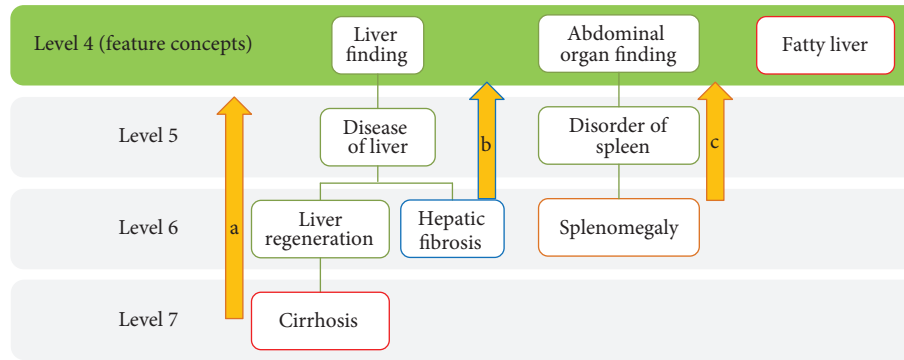 Level 4 (feature concepts)
Liver
finding
Abdominal
organ finding
Fatty liver
Level 5
Disease
of liver
b
Disorder of
spleen
c
Level 6
a
Liver
regeneration
Hepatic
fibrosis
Splenomegaly
Level 7
Cirrhosis